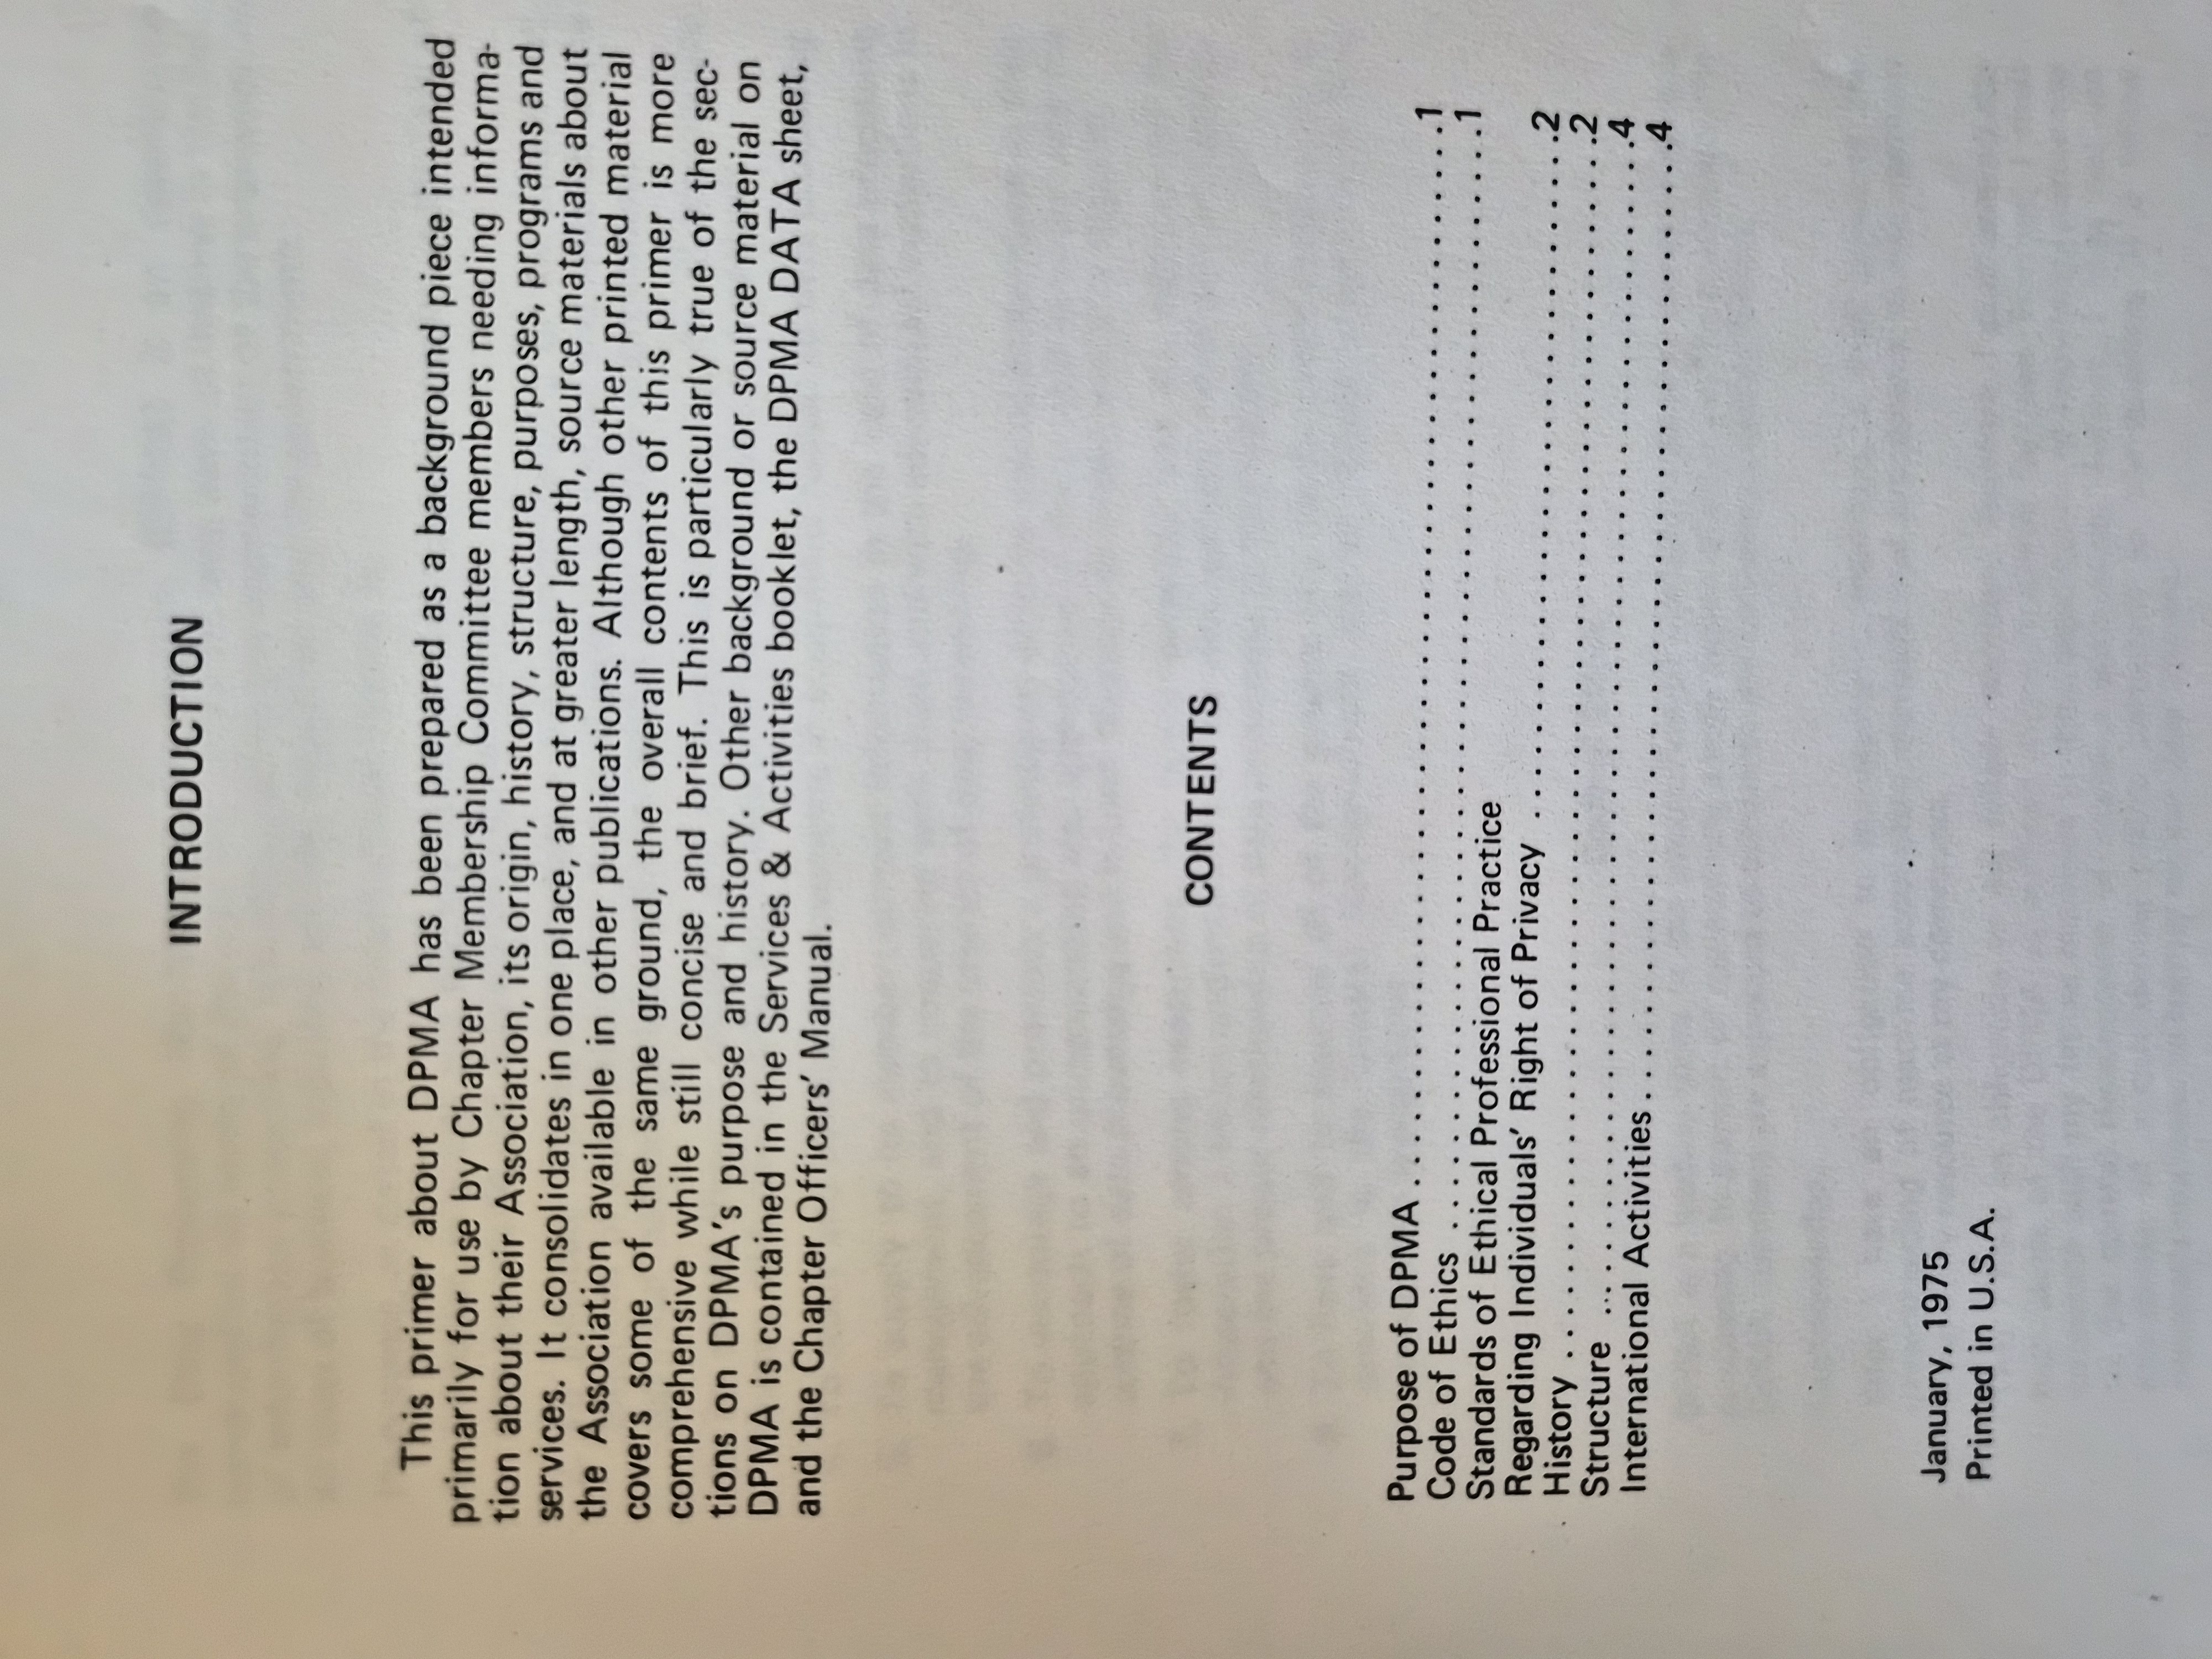 INTRODUCTION
This primer about DPMA has been prepared as a background piece intended
primarily for use by Chapter Membership Committee members needing informa-
tion about their Association, its origin, history, structure, purposes, programs and
services. It consolidates in one place, and at greater length, source materials about
the Association available in other publications. Although other printed material
covers some of the same ground, the overall contents of this primer is more
comprehensive while still concise and brief. This is particularly true of the sec-
tions on DPMA's purpose and history. Other background or source material on
DPMA is contained in the Services & Activities booklet, the DPMA DATA sheet,
and the Chapter Officers' Manual.
CONTENTS
Purpose of DPMA . . . . . . . . . . . . . . . . . . . . . . . . . . . . . . . . . . . . . . . .1
Code of Ethics . . . . . . . . . . . . . . . . . . . . . . . . . . . . . . . . . . . . . . . . . .1
Standards of Ethical Professional Practice
Regarding Individuals' Right of Privacy . . . . . . . . . . . . . . . . . . . . . . . . . .2
History . . . . . . . . . . . . . . . . . . . . . . . . . . . . . . . . . . . . . . . . . . . . . .2
Structure . . . . . . . . . . . . . . . . . . . . . . . . . . . . . . . . . . . . . . . . . . . . .4
International Activities . . . . . . . . . . . . . . . . . . . . . . . . . . . . . . . . . . . .4
January, 1975
Printed in U.S.A.